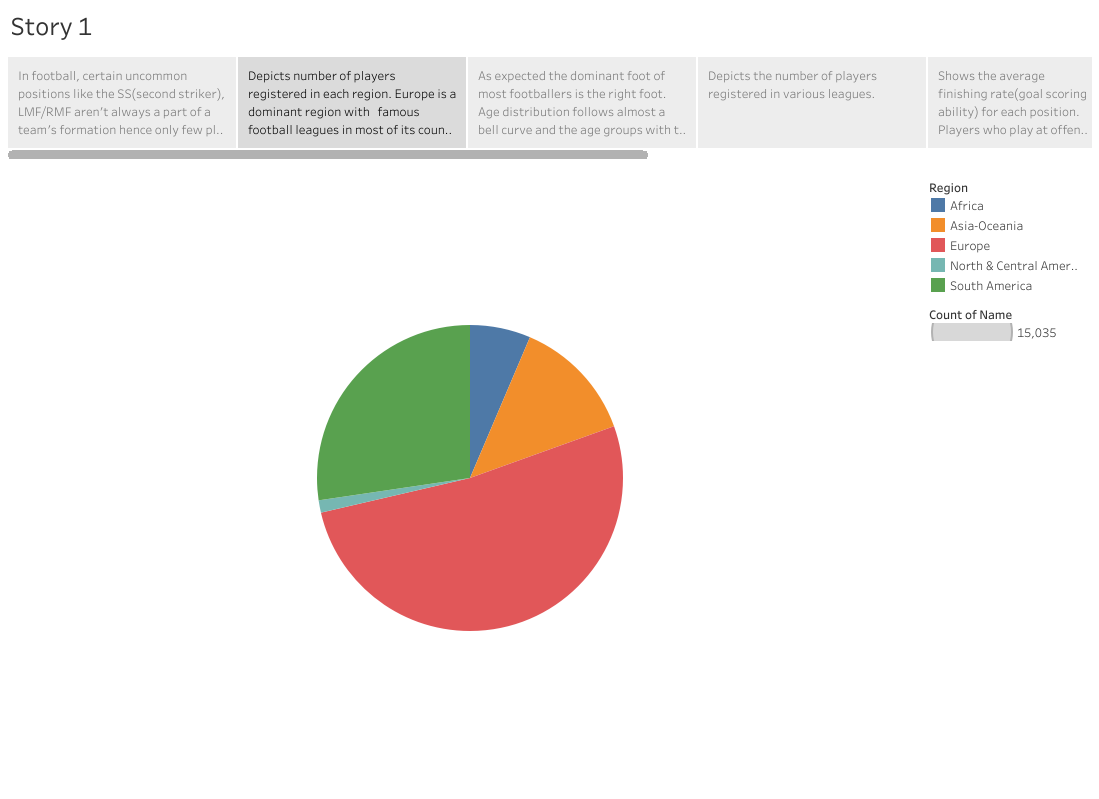 Story 1
In football, certain uncommon
positions like the SS(second striker),
LMF/RMF aren't always a part of a
team's formation hence only few pl..
Depicts number of players
registered in each region. Europe is a
dominant region with  famous
football leagues in most of its coun..
As expected the dominant foot of
most footballers is the right foot.
Age distribution follows almost a
bell curve and the age groups with t..
Depicts the number of players
registered in various leagues.
Shows the average
finishing rate(goal scoring
ability) for each position.
Players who play at offen..
Region
Africa
Asia-Oceania
Europe
North & Central Amer..
South America
Count of Name
15,035